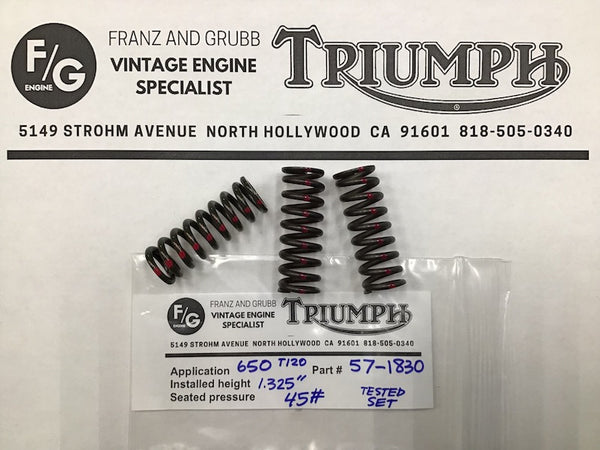 F/G
ENGINE
FRANZ AND GRUBB
VINTAGE ENGINE
SPECIALIST
TRIUMPH
®
5149 STROHM AVENUE NORTH HOLLYWOOD CA 91601 818-505-0340
F/G
ENGINE
FRANZ AND GRUBB
VINTAGE ENGINE
SPECIALIST
TRIUMPH
5149 SRTROHM AVENUE NORTH HOLLYWOOD CA 91601 818-505-0340
Application 650 T120 Part # 57-1830
Installed height 1.325"
Seated pressure 45#
TESTED
SET